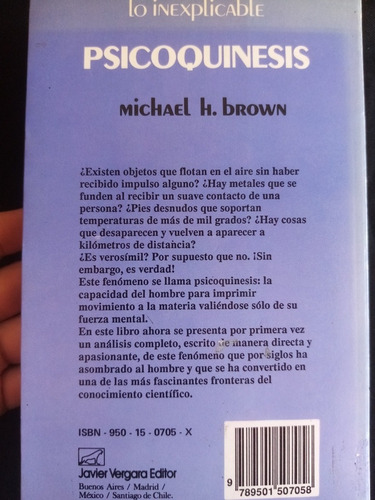 lo inexplicable
PSICOQUINESIS
michael h. brown
¿Existen objetos que flotan en el aire sin haber
recibido impulso alguno? ¿Hay metales que se
funden al recibir un suave contacto de una
persona? ¿Pies desnudos que soportan
temperaturas de más de mil grados? ¿Hay cosas
que desaparecen y vuelven a aparecer a
kilómetros de distancia?
¿Es verosímil? Por supuesto que no. ¡Sin
embargo, es verdad!
Este fenómeno se llama psicoquinesis: la
capacidad del hombre para imprimir
movimiento a la materia valiéndose sólo de su
fuerza mental.
En este libro ahora se presenta por primera vez
un análisis completo, escrito de manera directa y
apasionante, de este fenómeno que por siglos ha
asombrado al hombre y que se ha convertido en
una de las más fascinantes fronteras del
conocimiento científico.
ISBN - 950 - 15 - 0705 - X
Javier Vergara Editor
Buenos Aires / Madrid /
México / Santiago de Chile.
9 789501 507058